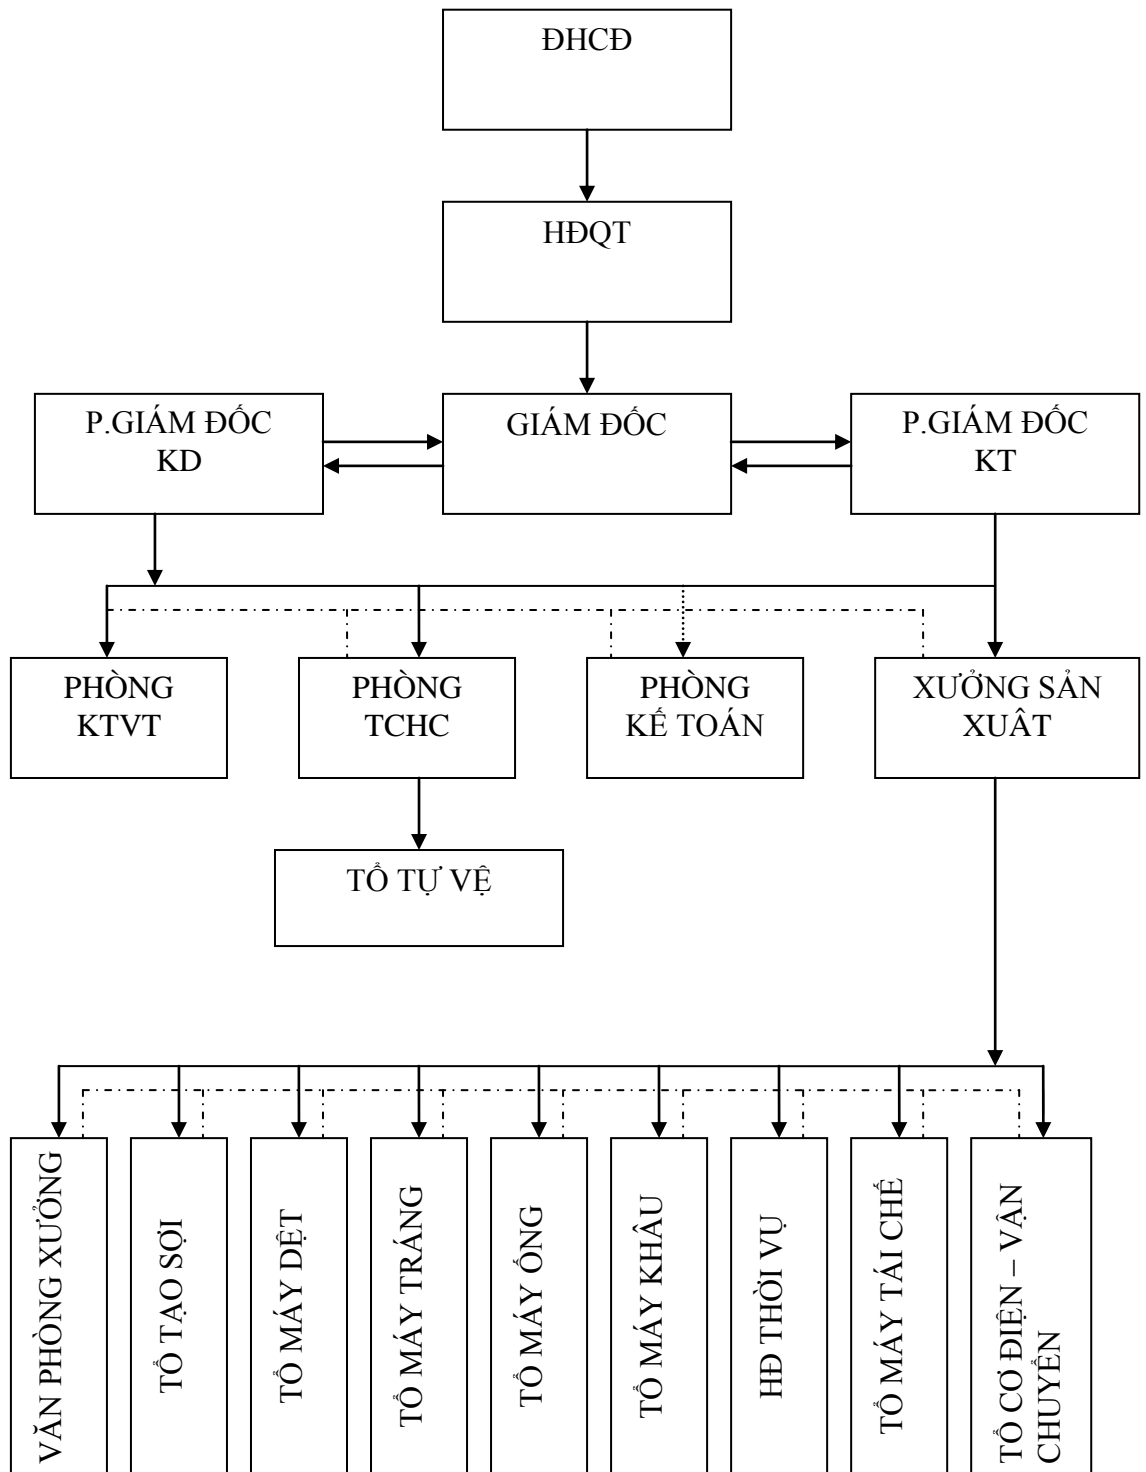 ĐHCĐ
HĐQT
P.GIÁM ĐỐC
KD
GIÁM ĐỐC
P.GIÁM ĐỐC
KT
PHÒNG
KTVT
PHÒNG
TCHC
PHÒNG
KẾ TOÁN
XƯỞNG SẢN
XUÂT
TỔ TỰ VỆ
VĂN PHÒNG XƯỞNG
TỔ TẠO SỢI
TỔ MÁY DỆT
TỔ MÁY TRÁNG
TỔ MÁY ỐNG
TỔ MÁY KHÂU
HĐ THỜI VỤ
TỔ MÁY TÁI CHẾ
TỔ CƠ ĐIỆN – VẬN
CHUYỂN